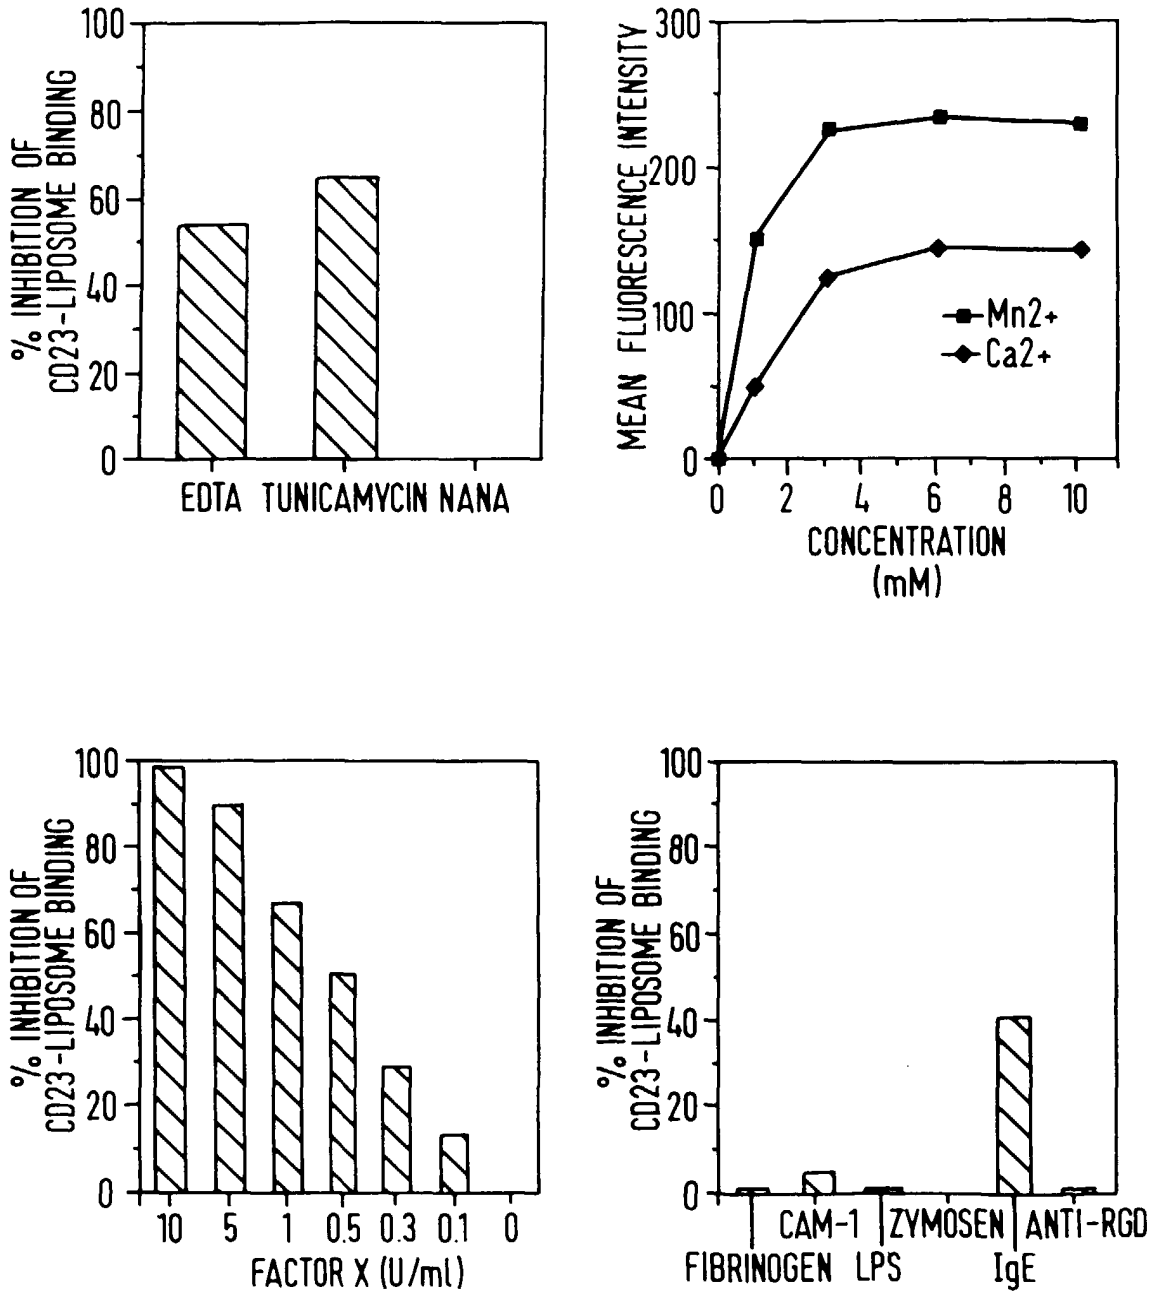 100
80
60
40
20
0
% INHIBITION OF
CD23-LIPOSOME BINDING
EDTA TUNICAMYCIN NANA
300
200
100
0
MEAN FLUORESCENCE INTENSITY
Mn2+
Ca2+
0 2 4 6 8 10
CONCENTRATION
(mM)
100
80
60
40
20
0
% INHIBITION OF
CD23-LIPOSOME BINDING
10 5 1 0.5 0.3 0.1 0
FACTOR X (U/ml)
100
80
60
40
20
0
% INHIBITION OF
CD23-LIPOSOME BINDING
CAM-1 ZYMOSEN ANTI-RGD
FIBRINOGEN LPS IgE